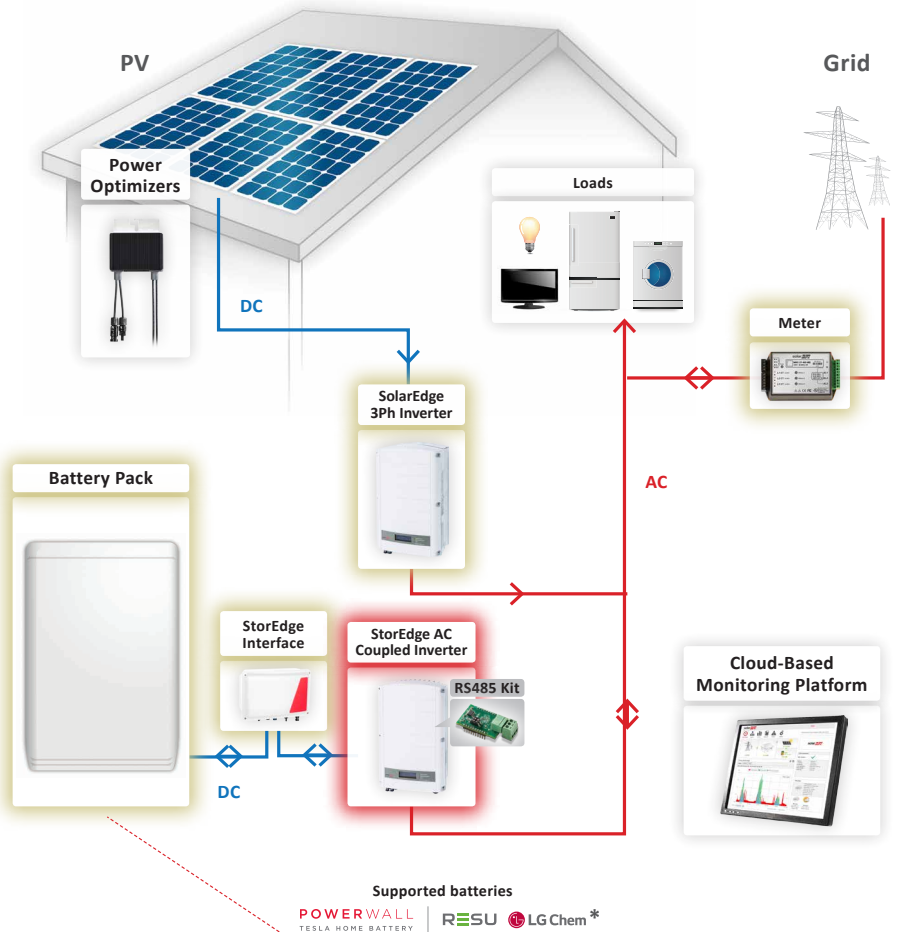 PV
Grid
Power
Optimizers
Loads
DC
Meter
SolarEdge
3Ph Inverter
Battery Pack
AC
StorEdge
Interface
StorEdge AC
Coupled Inverter
RS485 Kit
Cloud-Based
Monitoring Platform
DC
Supported batteries
POWERWALL
TESLA HOME BATTERY
RESU LG Chem*